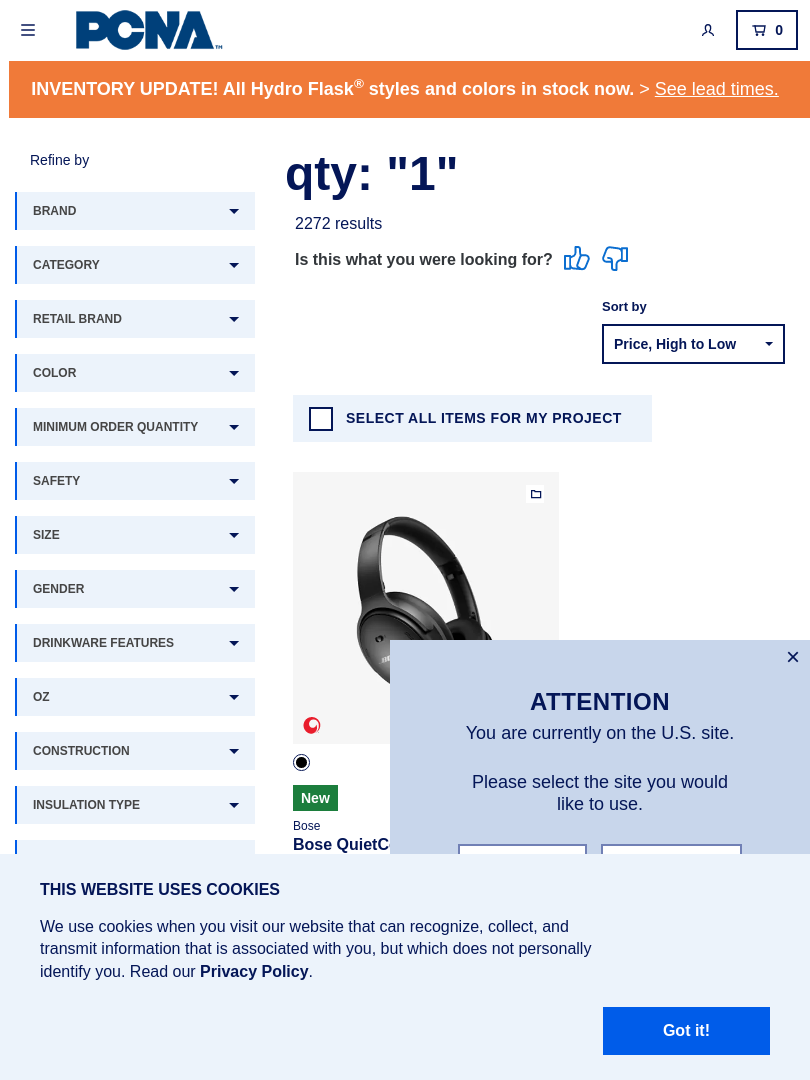 PCNA™
0
INVENTORY UPDATE! All Hydro Flask® styles and colors in stock now. > See lead times.
Refine by
BRAND
CATEGORY
RETAIL BRAND
COLOR
MINIMUM ORDER QUANTITY
SAFETY
SIZE
GENDER
DRINKWARE FEATURES
OZ
CONSTRUCTION
INSULATION TYPE
qty: "1"
2272 results
Is this what you were looking for?
Sort by
Price, High to Low
SELECT ALL ITEMS FOR MY PROJECT
New
Bose
Bose QuietCo
ATTENTION
You are currently on the U.S. site.
Please select the site you would
like to use.
THIS WEBSITE USES COOKIES
We use cookies when you visit our website that can recognize, collect, and
transmit information that is associated with you, but which does not personally
identify you. Read our Privacy Policy.
Got it!